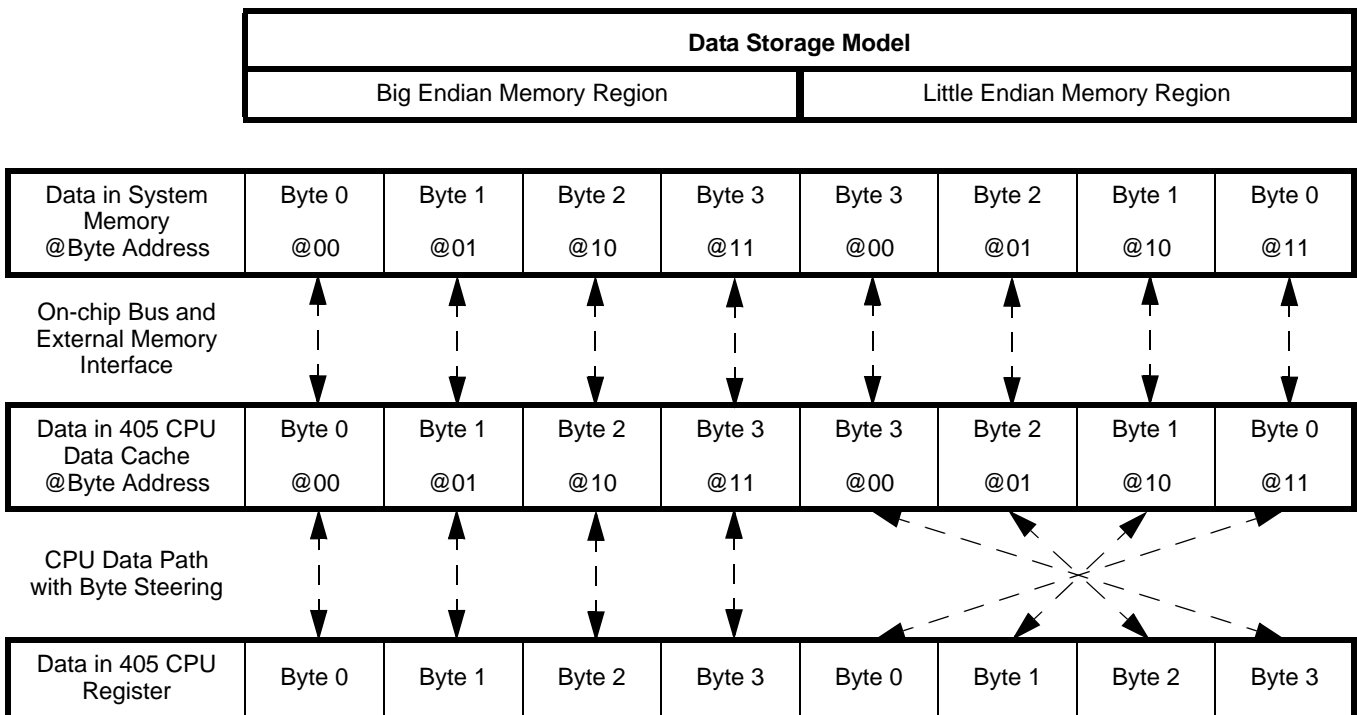 Data Storage Model
Big Endian Memory Region Little Endian Memory Region
Data in System
Memory
@Byte Address
Byte 0 Byte 1 Byte 2 Byte 3 Byte 3 Byte 2 Byte 1 Byte 0
@00 @01 @10 @11 @00 @01 @10 @11
On-chip Bus and
External Memory
Interface
Data in 405 CPU
Data Cache
@Byte Address
Byte 0 Byte 1 Byte 2 Byte 3 Byte 3 Byte 2 Byte 1 Byte 0
@00 @01 @10 @11 @00 @01 @10 @11
CPU Data Path
with Byte Steering
Data in 405 CPU
Register
Byte 0 Byte 1 Byte 2 Byte 3 Byte 0 Byte 1 Byte 2 Byte 3